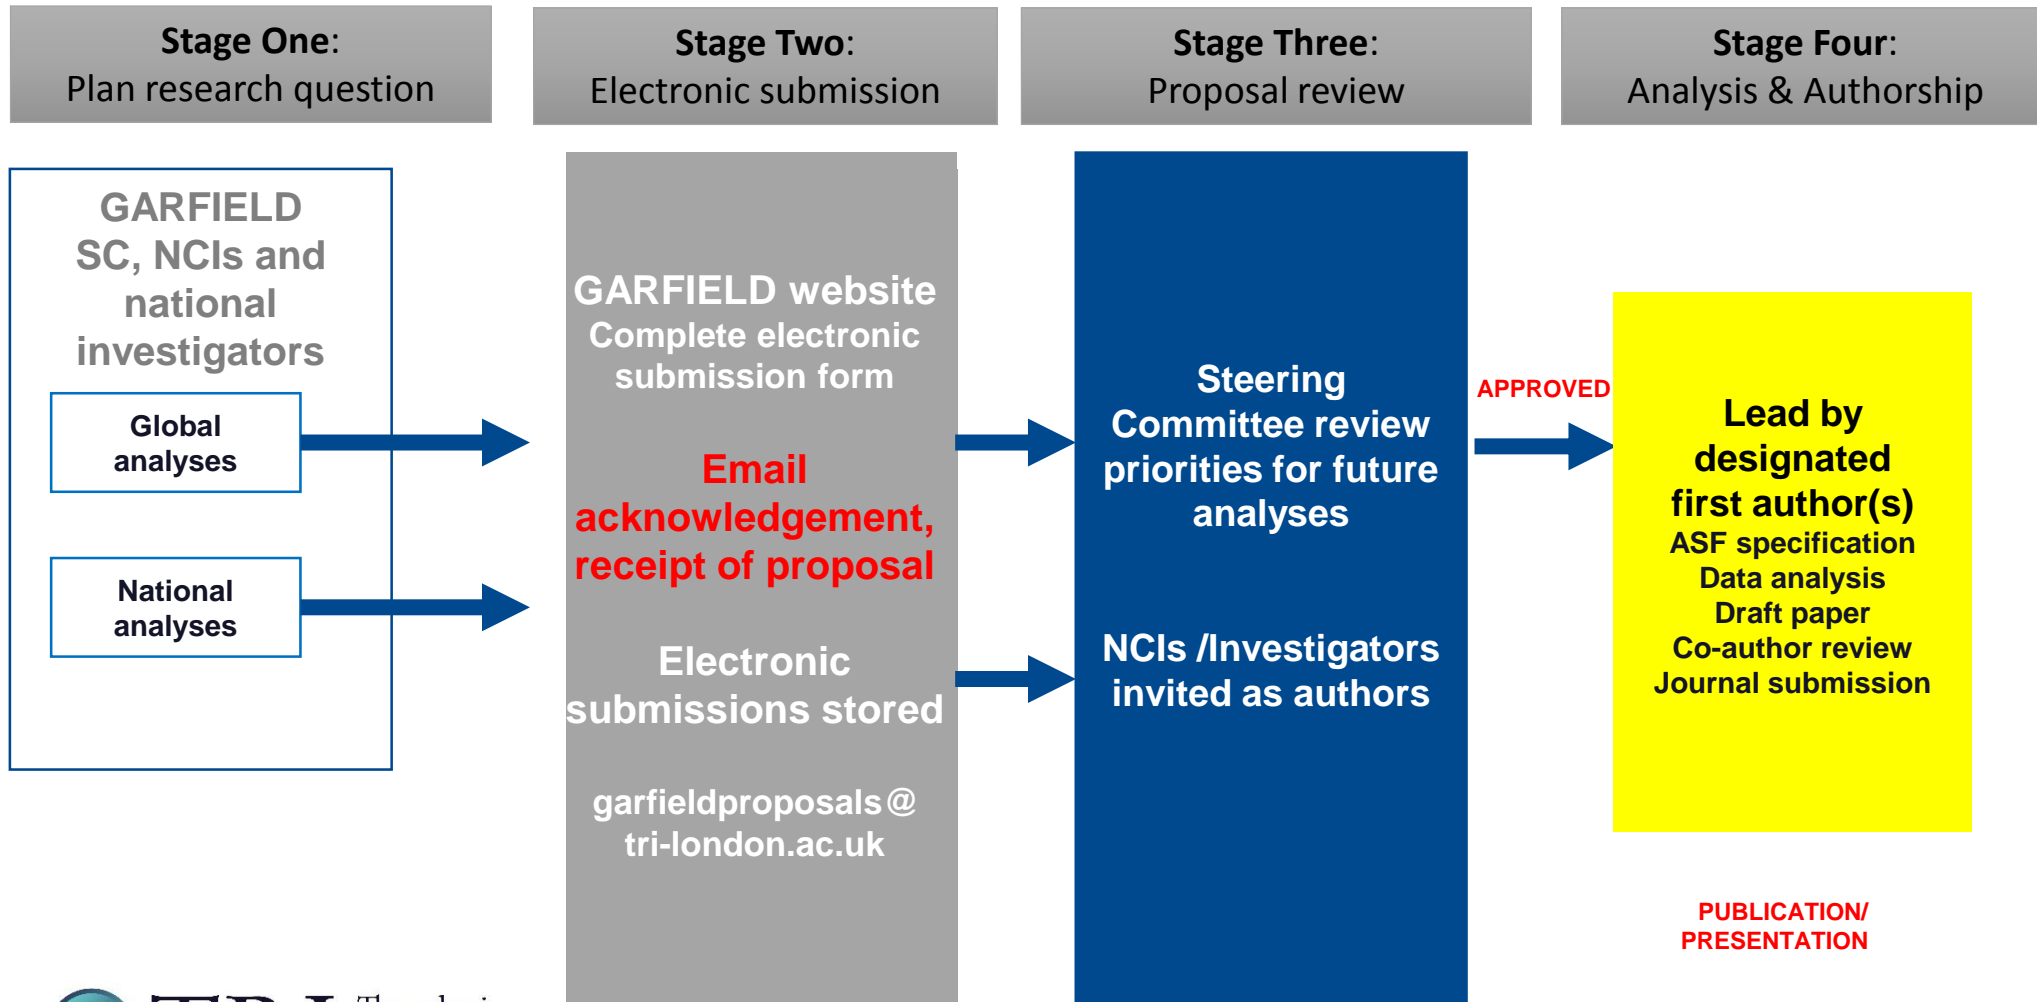 Stage One:
Plan research question
Stage Two:
Electronic submission
Stage Three:
Proposal review
Stage Four:
Analysis & Authorship
GARFIELD
SC, NCIs and
national
investigators
Global
analyses
National
analyses
GARFIELD website
Complete electronic
submission form
Email
acknowledgement,
receipt of proposal
Electronic
submissions stored
garfieldproposals@
tri-london.ac.uk
Steering
Committee review
priorities for future
analyses
NCIs /Investigators
invited as authors
APPROVED
Lead by
designated
first author(s)
ASF specification
Data analysis
Draft paper
Co-author review
Journal submission
PUBLICATION/
PRESENTATION